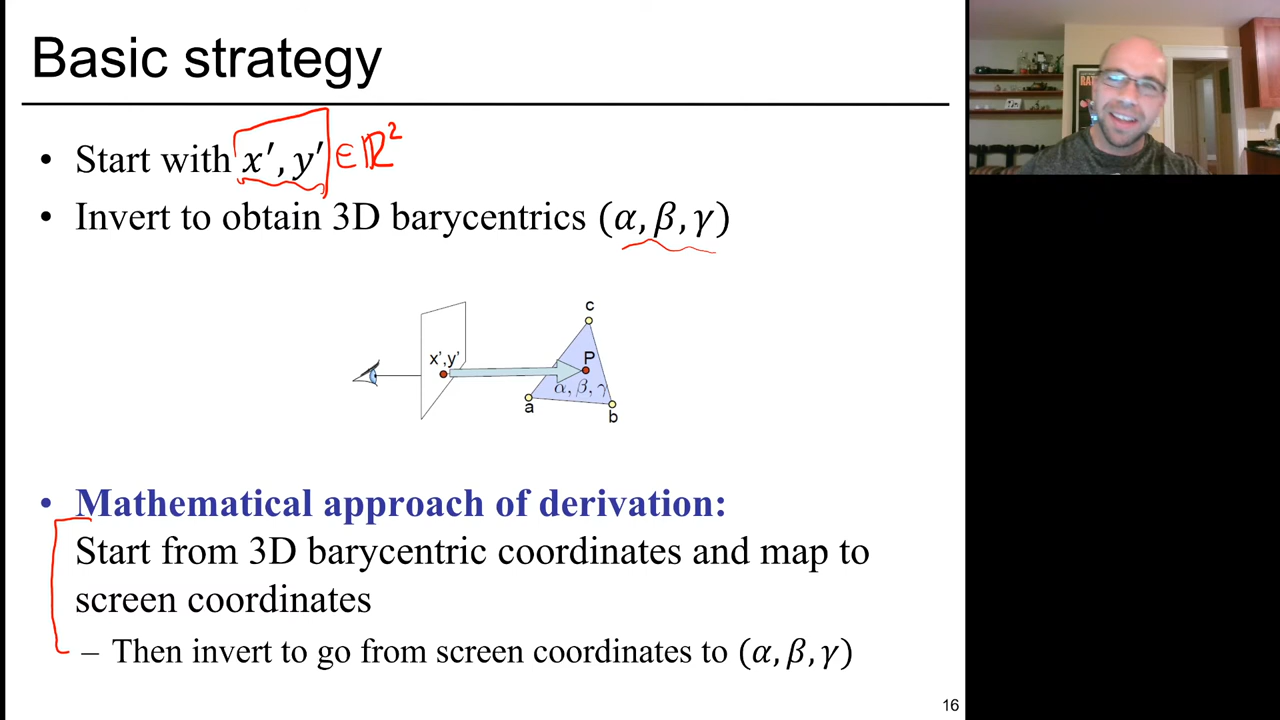 Basic strategy
• Start with x′, y′ ∈ ℝ²
• Invert to obtain 3D barycentrics (α, β, γ)
c
x',y'
P
α, β, γ
a
b
• Mathematical approach of derivation:
Start from 3D barycentric coordinates and map to
screen coordinates
– Then invert to go from screen coordinates to (α, β, γ)
16